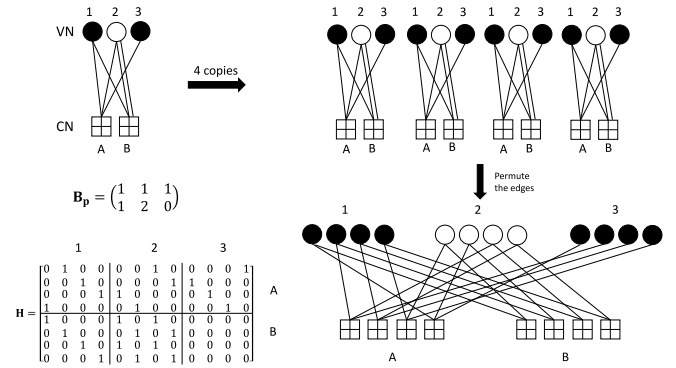 1 2 3
VN
CN
A B
4 copies
1 2 3 1 2 3 1 2 3 1 2 3
A B A B A B A B
Permute
the edges
B_p = (1 1 1
1 2 0)
1 2 3
A B
1 2 3
0 1 0 0 0 0 1 0 0 0 0 1
0 0 1 0 0 0 0 1 1 0 0 0
0 0 0 1 1 0 0 0 0 1 0 0
1 0 0 0 0 1 0 0 0 0 1 0
H =
1 0 0 0 1 0 1 0 0 0 0 0
0 1 0 0 0 1 0 1 0 0 0 0
0 0 1 0 1 0 1 0 0 0 0 0
0 0 0 1 0 1 0 1 0 0 0 0
A
B